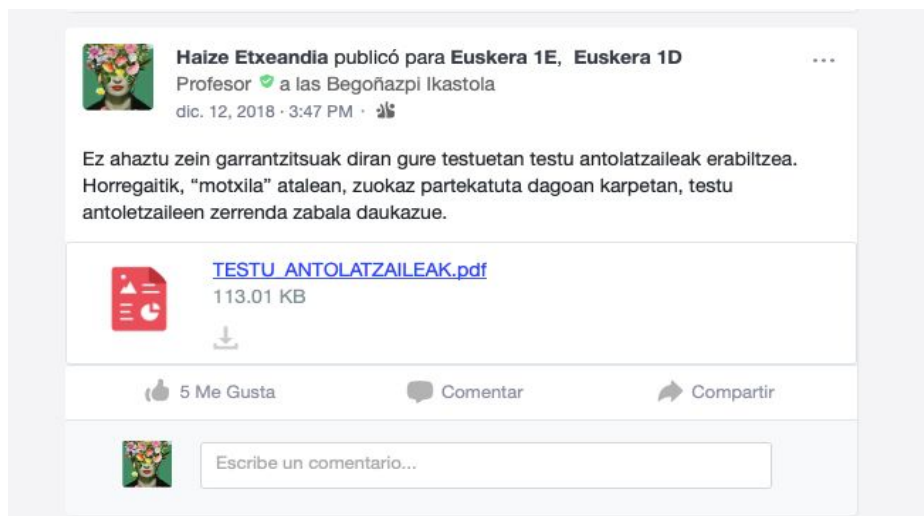 Haize Etxeandia publicó para Euskera 1E, Euskera 1D
Profesor a las Begoñazpi Ikastola
dic. 12, 2018 · 3:47 PM ·
Ez ahaztu zein garrantzitsuak diran gure testuetan testu antolatzaileak erabiltzea.
Horregaitik, “motxila” atalean, zuokaz partekatuta dagoan karpetan, testu
antoletzaileen zerrenda zabala daukazue.
TESTU_ANTOLATZAILEAK.pdf
113.01 KB
5 Me Gusta
Comentar
Compartir
Escribe un comentario...